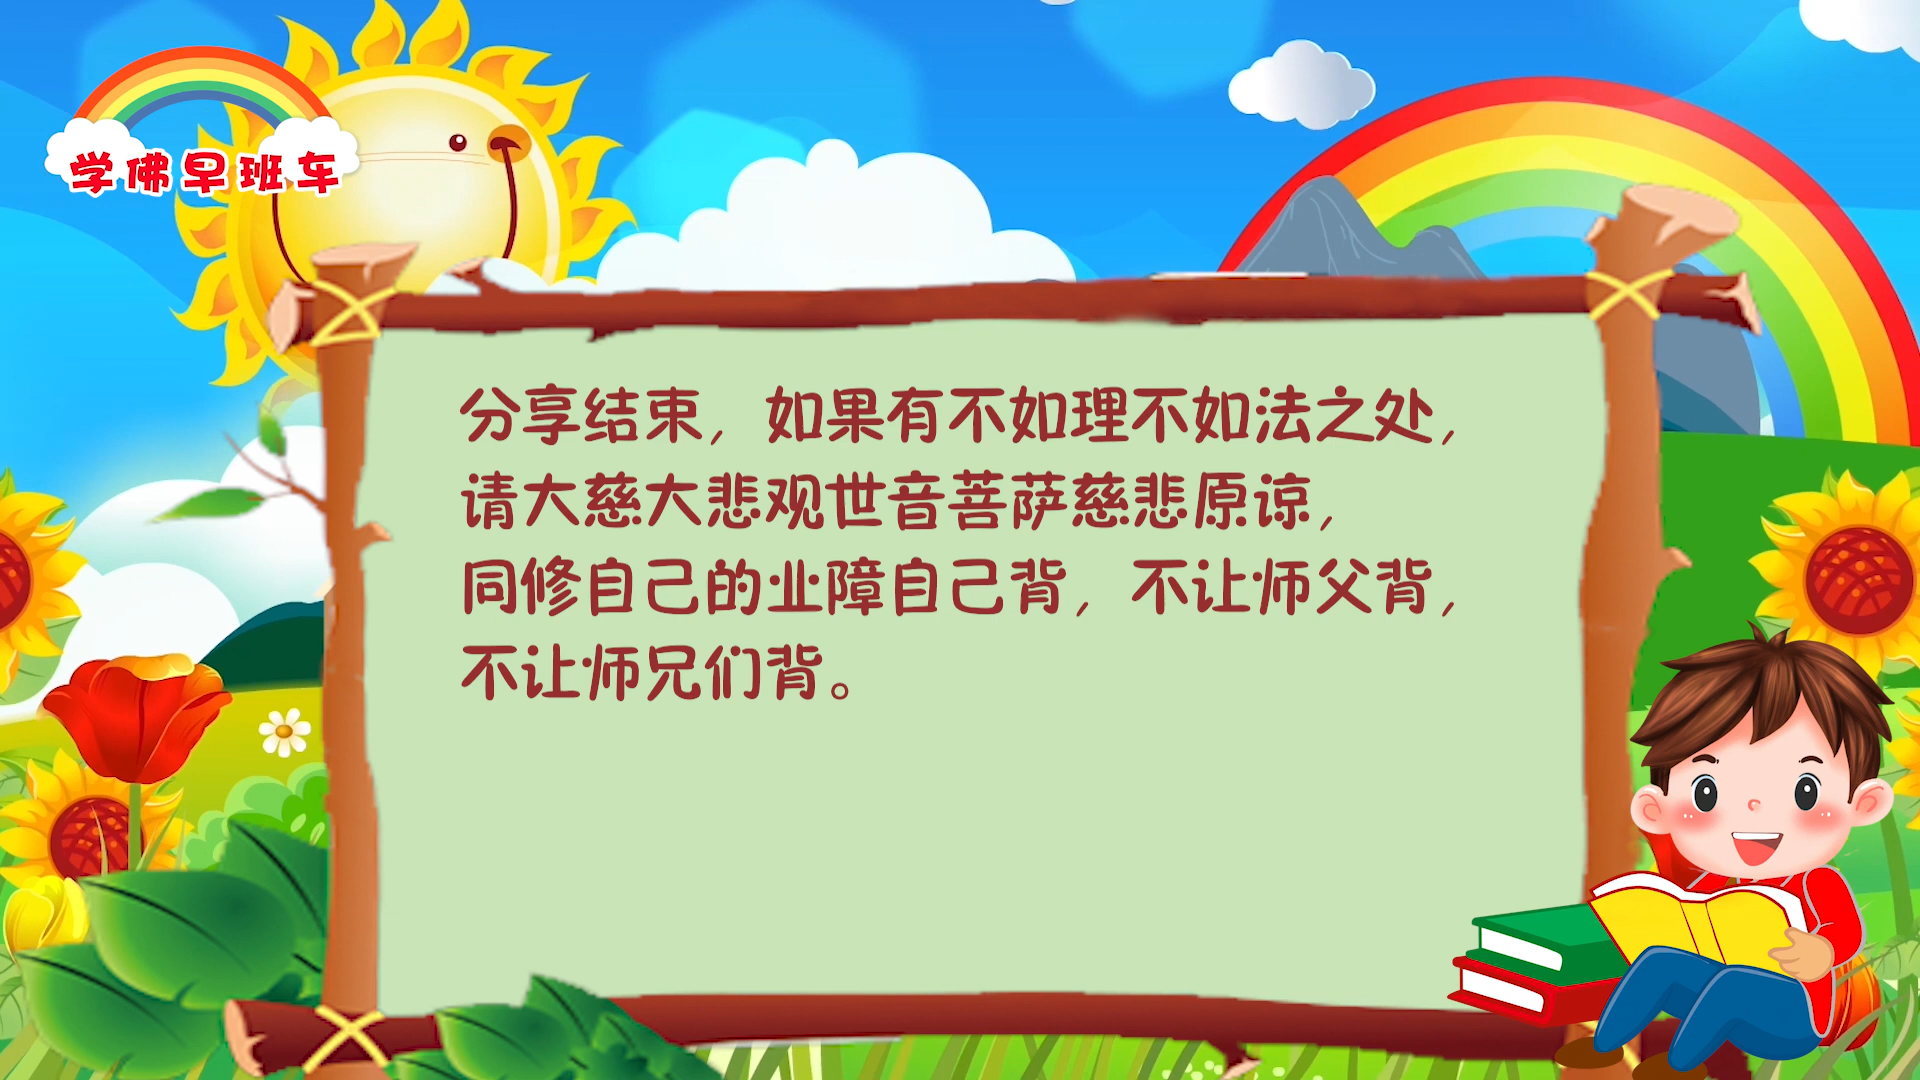 学佛早班车
分享结束，如果有不如理不如法之处，
请大慈大悲观世音菩萨慈悲原谅，
同修自己的业障自己背，不让师父背，
不让师兄们背。